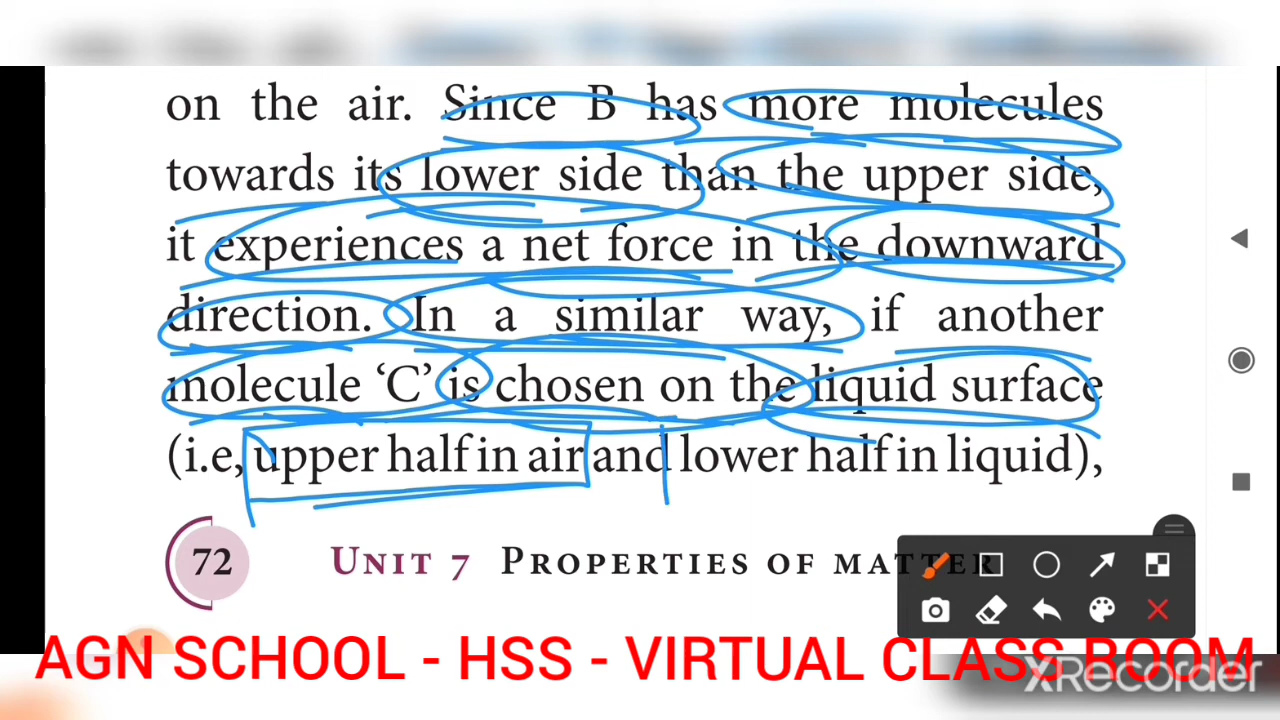 on the air. Since B has more molecules
towards its lower side than the upper side,
it experiences a net force in the downward
direction. In a similar way, if another
molecule ‘C’ is chosen on the liquid surface
(i.e, upper half in air and lower half in liquid),
72 UNIT 7 PROPERTIES OF MATTER
AGN SCHOOL - HSS - VIRTUAL CLASS ROOM
XRecorder